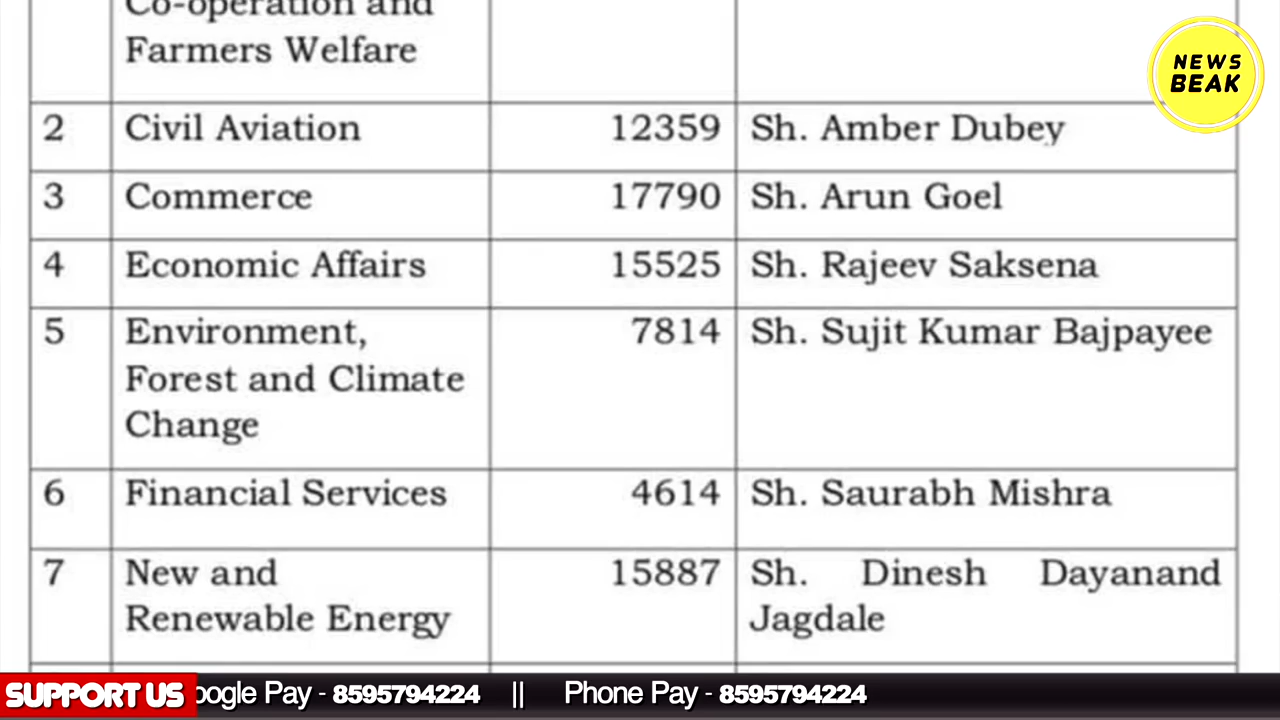 Co-operation and
Farmers Welfare
NEWS
BEAK
2 Civil Aviation 12359 Sh. Amber Dubey
3 Commerce 17790 Sh. Arun Goel
4 Economic Affairs 15525 Sh. Rajeev Saksena
5 Environment, 7814 Sh. Sujit Kumar Bajpayee
Forest and Climate
Change
6 Financial Services 4614 Sh. Saurabh Mishra
7 New and 15887 Sh. Dinesh Dayanand
Renewable Energy Jagdale
SUPPORT US oogle Pay - 8595794224 || Phone Pay - 8595794224